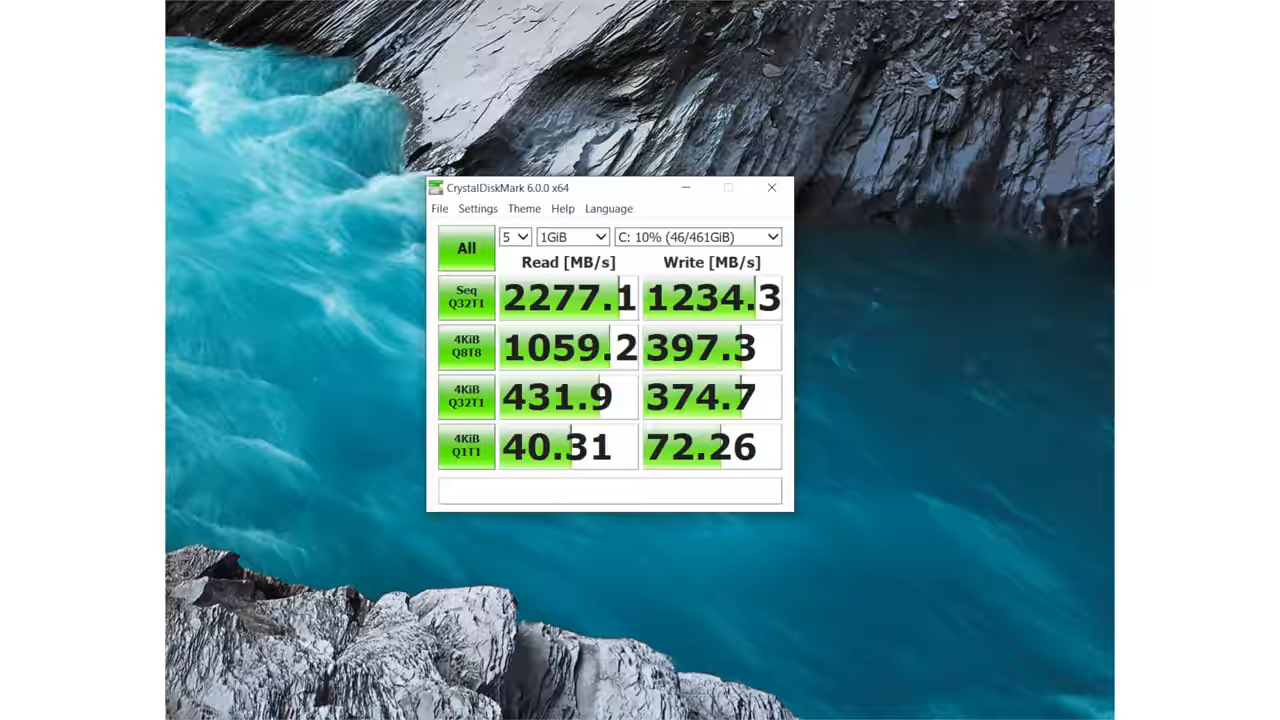 CrystalDiskMark 6.0.0 x64
File Settings Theme Help Language
All 5 1GiB C: 10% (46/461GiB)
Read [MB/s] Write [MB/s]
Seq
Q32T1 2277.1 1234.3
4KiB
Q8T8 1059.2 397.3
4KiB
Q32T1 431.9 374.7
4KiB
Q1T1 40.31 72.26